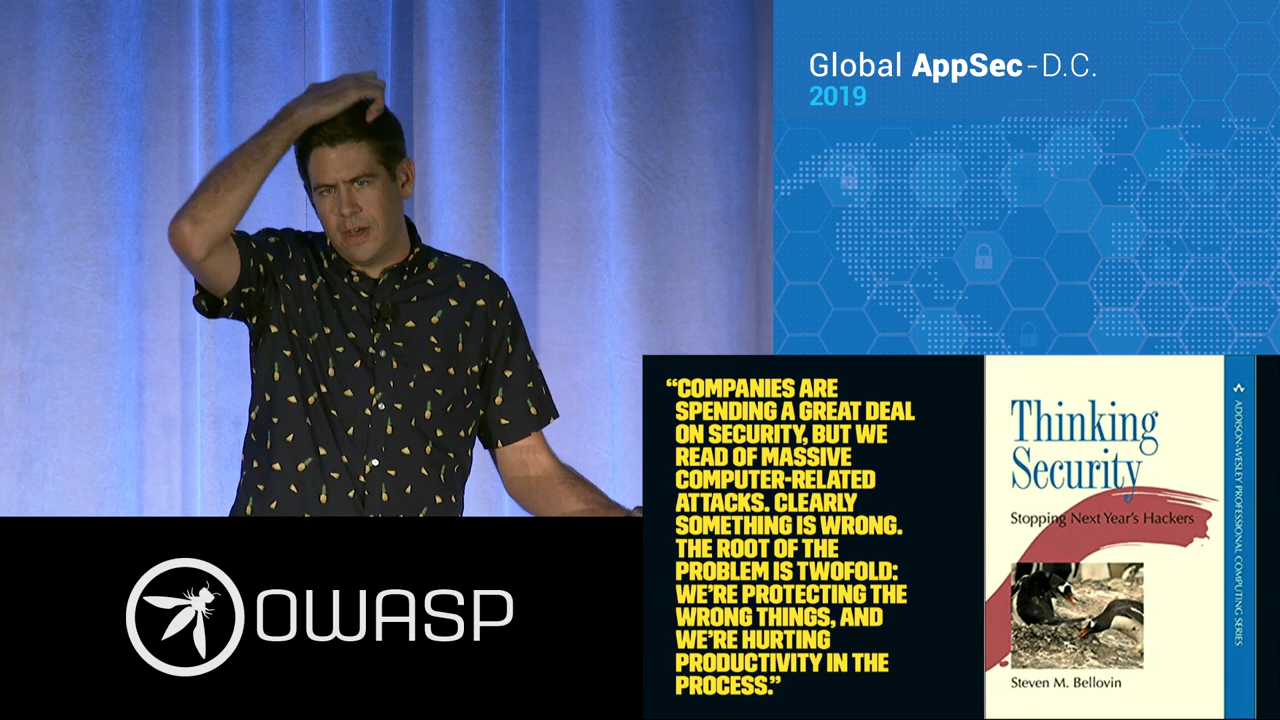 Global AppSec - D.C.
2019
“COMPANIES ARE
SPENDING A GREAT DEAL
ON SECURITY, BUT WE
READ OF MASSIVE
COMPUTER-RELATED
ATTACKS. CLEARLY
SOMETHING IS WRONG.
THE ROOT OF THE
PROBLEM IS TWOFOLD:
WE’RE PROTECTING THE
WRONG THINGS, AND
WE’RE HURTING
PRODUCTIVITY IN THE
PROCESS.”
Thinking
Security
Stopping Next Year’s Hackers
Steven M. Bellovin
ADDISON-WESLEY PROFESSIONAL COMPUTING SERIES
OWASP